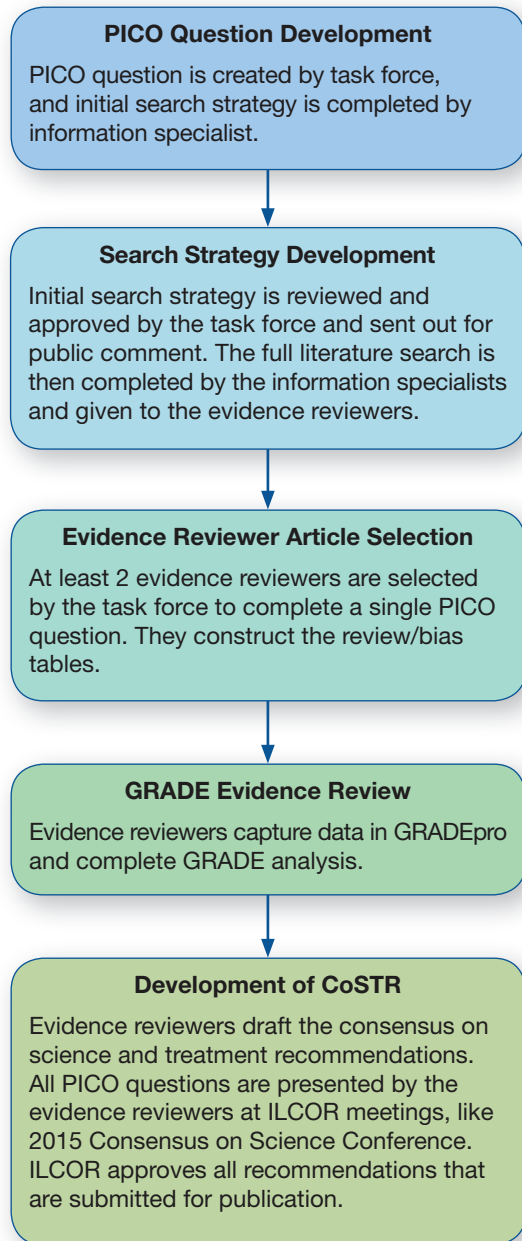 PICO Question Development
PICO question is created by task force,
and initial search strategy is completed by
information specialist.
Search Strategy Development
Initial search strategy is reviewed and
approved by the task force and sent out for
public comment. The full literature search is
then completed by the information specialists
and given to the evidence reviewers.
Evidence Reviewer Article Selection
At least 2 evidence reviewers are selected
by the task force to complete a single PICO
question. They construct the review/bias
tables.
GRADE Evidence Review
Evidence reviewers capture data in GRADEpro
and complete GRADE analysis.
Development of CoSTR
Evidence reviewers draft the consensus on
science and treatment recommendations.
All PICO questions are presented by the
evidence reviewers at ILCOR meetings, like
2015 Consensus on Science Conference.
ILCOR approves all recommendations that
are submitted for publication.